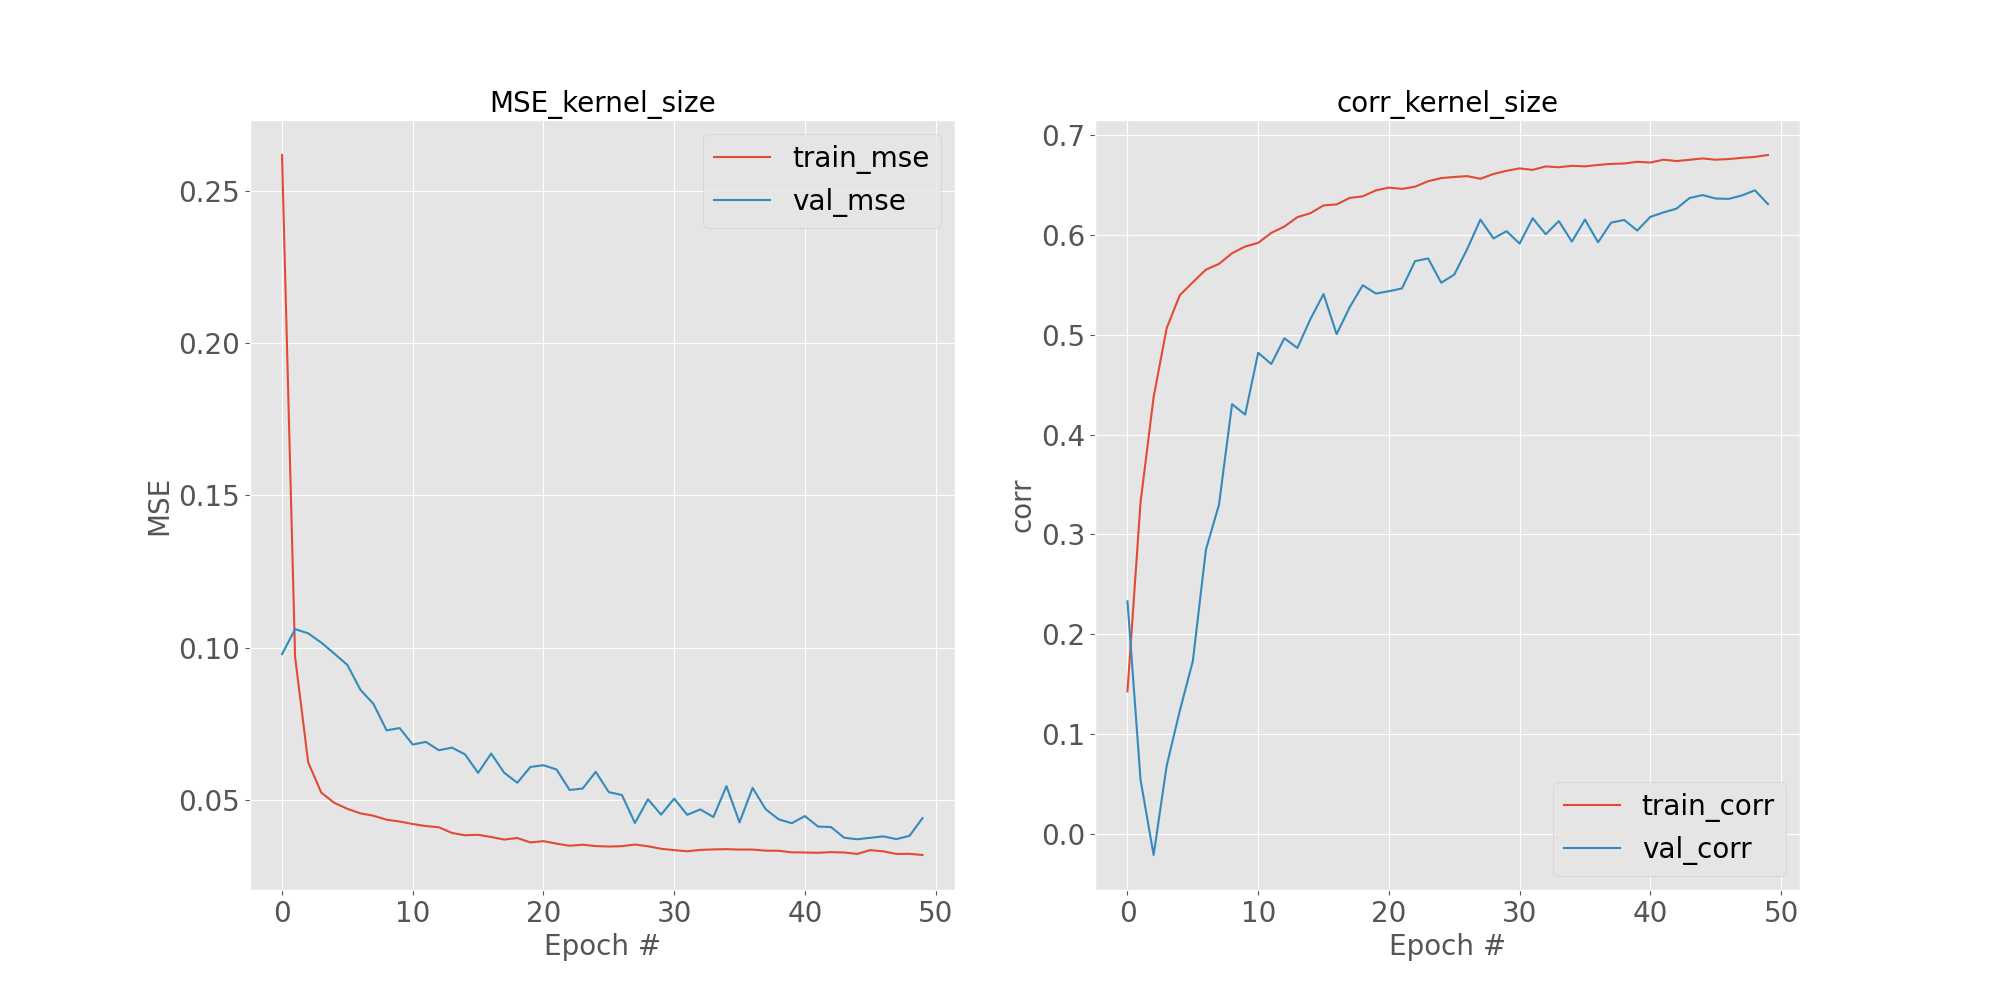 MSE_kernel_size
train_mse
val_mse
0.25
0.20
0.15
0.10
0.05
MSE
0 10 20 30 40 50
Epoch #
corr_kernel_size
0.7
0.6
0.5
0.4
0.3
0.2
0.1
0.0
corr
train_corr
val_corr
0 10 20 30 40 50
Epoch #